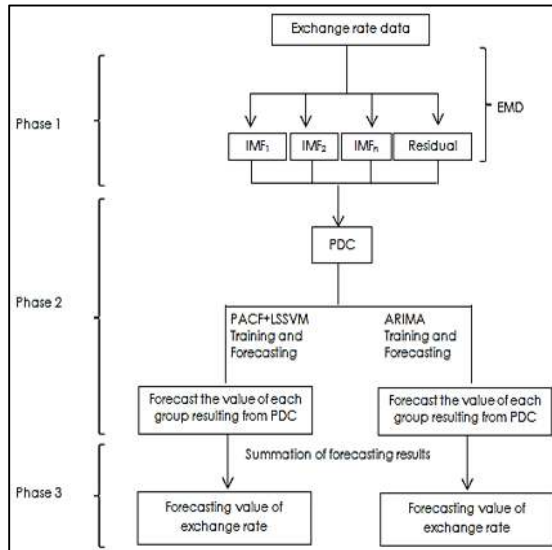 Exchange rate data
EMD
Phase 1
IMF₁
IMF₂
IMFₙ
Residual
PDC
Phase 2
PACF+LSSVM
Training and
Forecasting
ARIMA
Training and
Forecasting
Forecast the value of each
group resulting from PDC
Forecast the value of each
group resulting from PDC
Summation of forecasting results
Phase 3
Forecasting value of
exchange rate
Forecasting value of
exchange rate